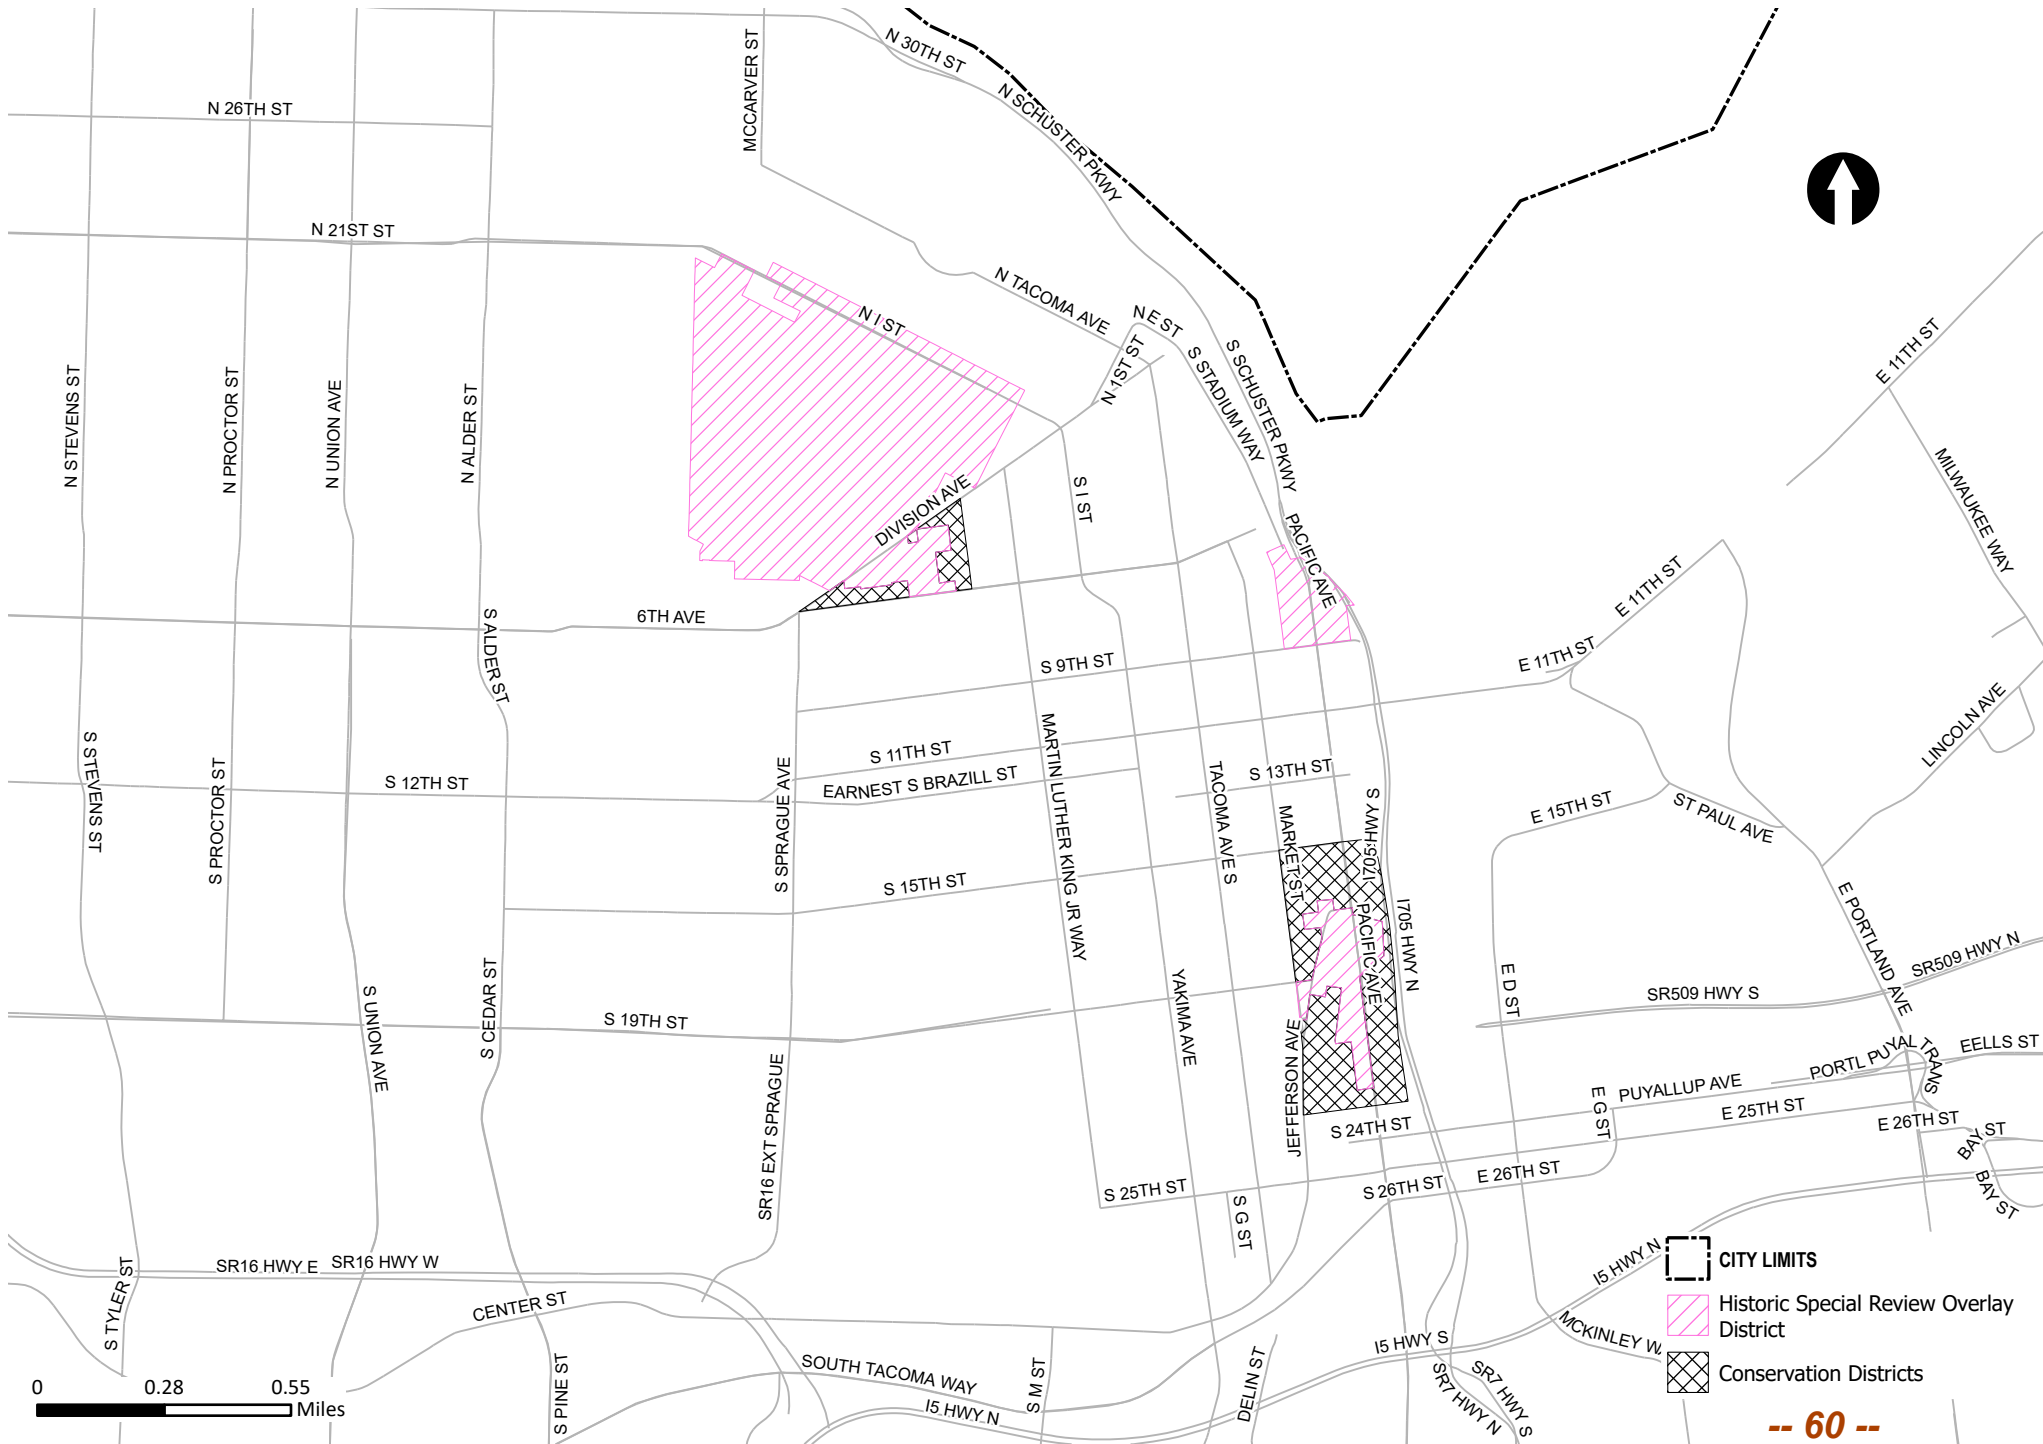 N 30TH ST
MCCARVER ST
N 26TH ST
N SCHUSTER PKWY
N 21ST ST
N TACOMA AVE
N I ST
N E ST
N 1ST ST
S STADIUM WAY
S SCHUSTER PKWY
E 11TH ST
N STEVENS ST
N PROCTOR ST
N UNION AVE
N ALDER ST
MILWAUKEE WAY
S I ST
DIVISION AVE
PACIFIC AVE
E 11TH ST
6TH AVE
S ALDER ST
S 9TH ST
E 11TH ST
LINCOLN AVE
S STEVENS ST
S PROCTOR ST
S 12TH ST
S SPRAGUE AVE
S 11TH ST
EARNEST S BRAZILL ST
MARTIN LUTHER KING JR WAY
TACOMA AVE S
S 13TH ST
MARKET ST
I705 HWY S
E 15TH ST
ST PAUL AVE
S 15TH ST
PACIFIC AVE
I705 HWY N
E PORTLAND AVE
SR509 HWY N
S UNION AVE
S CEDAR ST
S 19TH ST
YAKIMA AVE
E D ST
SR509 HWY S
JEFFERSON AVE
SR16 EXT SPRAGUE
PORTL PUYAL TRANS
EELLS ST
PUYALLUP AVE
E G ST
E 25TH ST
S 24TH ST
E 26TH ST
BAY ST
BAY ST
S 25TH ST
S 26TH ST
E 26TH ST
S G ST
S TYLER ST
SR16 HWY E
SR16 HWY W
CENTER ST
I5 HWY N
I5 HWY S
MCKINLEY W
S PINE ST
SOUTH TACOMA WAY
S M ST
I5 HWY N
DELIN ST
SR7 HWY N
SR7 HWY S
CITY LIMITS
Historic Special Review Overlay
District
Conservation Districts
0 0.28 0.55
Miles
-- 60 --